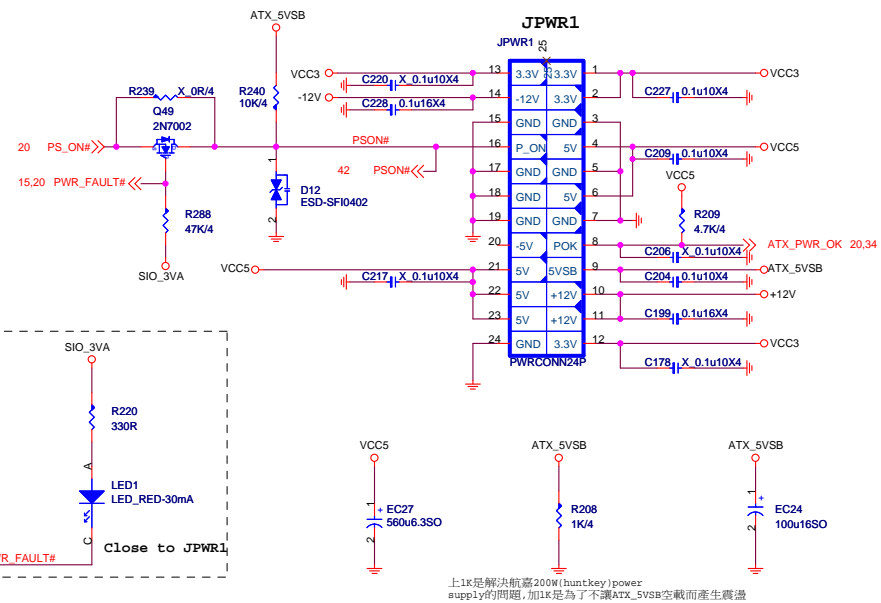 ATX_5VSB
JPWR1
JPWR1
25
25
VCC3
C220 X_0.1u10X4
13
3.3V
3.3V
1
VCC3
R239 X_0R/4
R240
10K/4
-12V
C228 0.1u16X4
14
-12V
3.3V
2
C227 0.1u10X4
Q49
2N7002
15
GND
GND
3
20 PS_ON#
PSON#
16
P_ON
5V
4
VCC5
42 PSON#
1
17
GND
GND
5
C209 0.1u10X4
VCC5
15,20 PWR_FAULT#
D12
ESD-SFI0402
2
18
GND
5V
6
R288
47K/4
19
GND
GND
7
R209
4.7K/4
20
-5V
POK
8
ATX_PWR_OK 20,34
C206 X_0.1u10X4
SIO_3VA
VCC5
21
5V
5VSB
9
ATX_5VSB
C217 X_0.1u10X4
C204 0.1u10X4
22
5V
+12V
10
+12V
23
5V
+12V
11
C199 0.1u16X4
24
GND
3.3V
12
VCC3
PWRCONN24P
C178 X_0.1u10X4
SIO_3VA
R220
330R
A
LED1
LED_RED-30mA
C
Close to JPWR1
R_FAULT#
VCC5
1
+
EC27
560u6.3SO
2
ATX_5VSB
R208
1K/4
ATX_5VSB
1
+
EC24
100u16SO
2
上1K是解決航嘉200W(huntkey)power
supply的問題,加1K是為了不讓ATX_5VSB空載而產生震盪